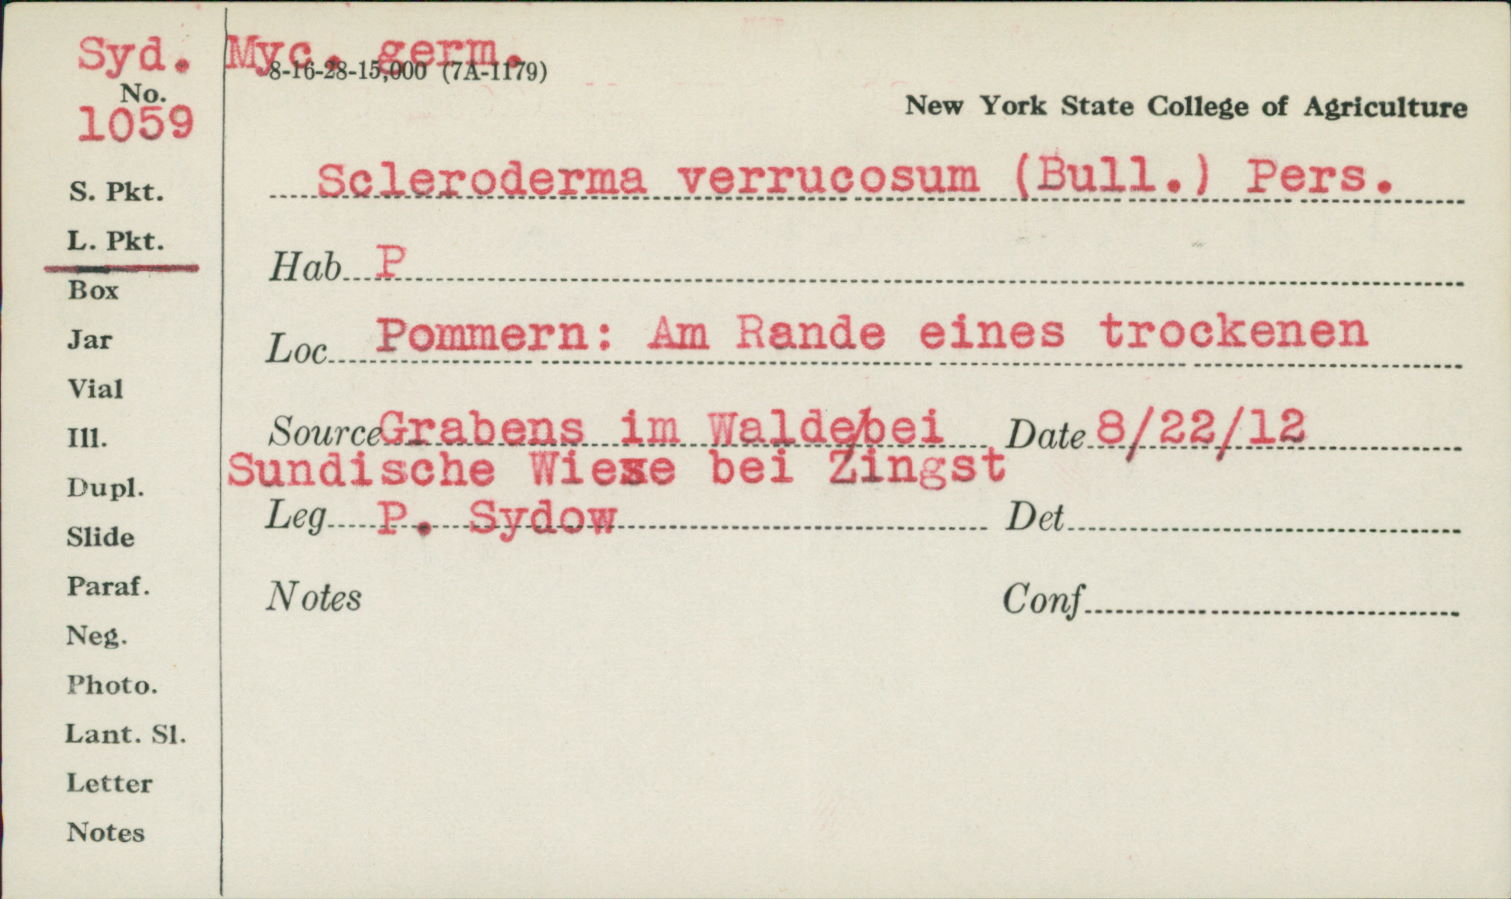 Syd. Myc. germ.
8-16-28-15,000 (7A-1179)
No.
1059
New York State College of Agriculture
Scleroderma verrucosum (Bull.) Pers.
S. Pkt.
L. Pkt.
Hab P
Box
Loc Pommern: Am Rande eines trockenen
Jar
Vial
Source Grabens im Walde/bei Date 8/22/12
Ill.
Sundische Wiese bei Zingst
Dupl.
Leg P. Sydow Det
Slide
Paraf.
Notes Conf
Neg.
Photo.
Lant. Sl.
Letter
Notes